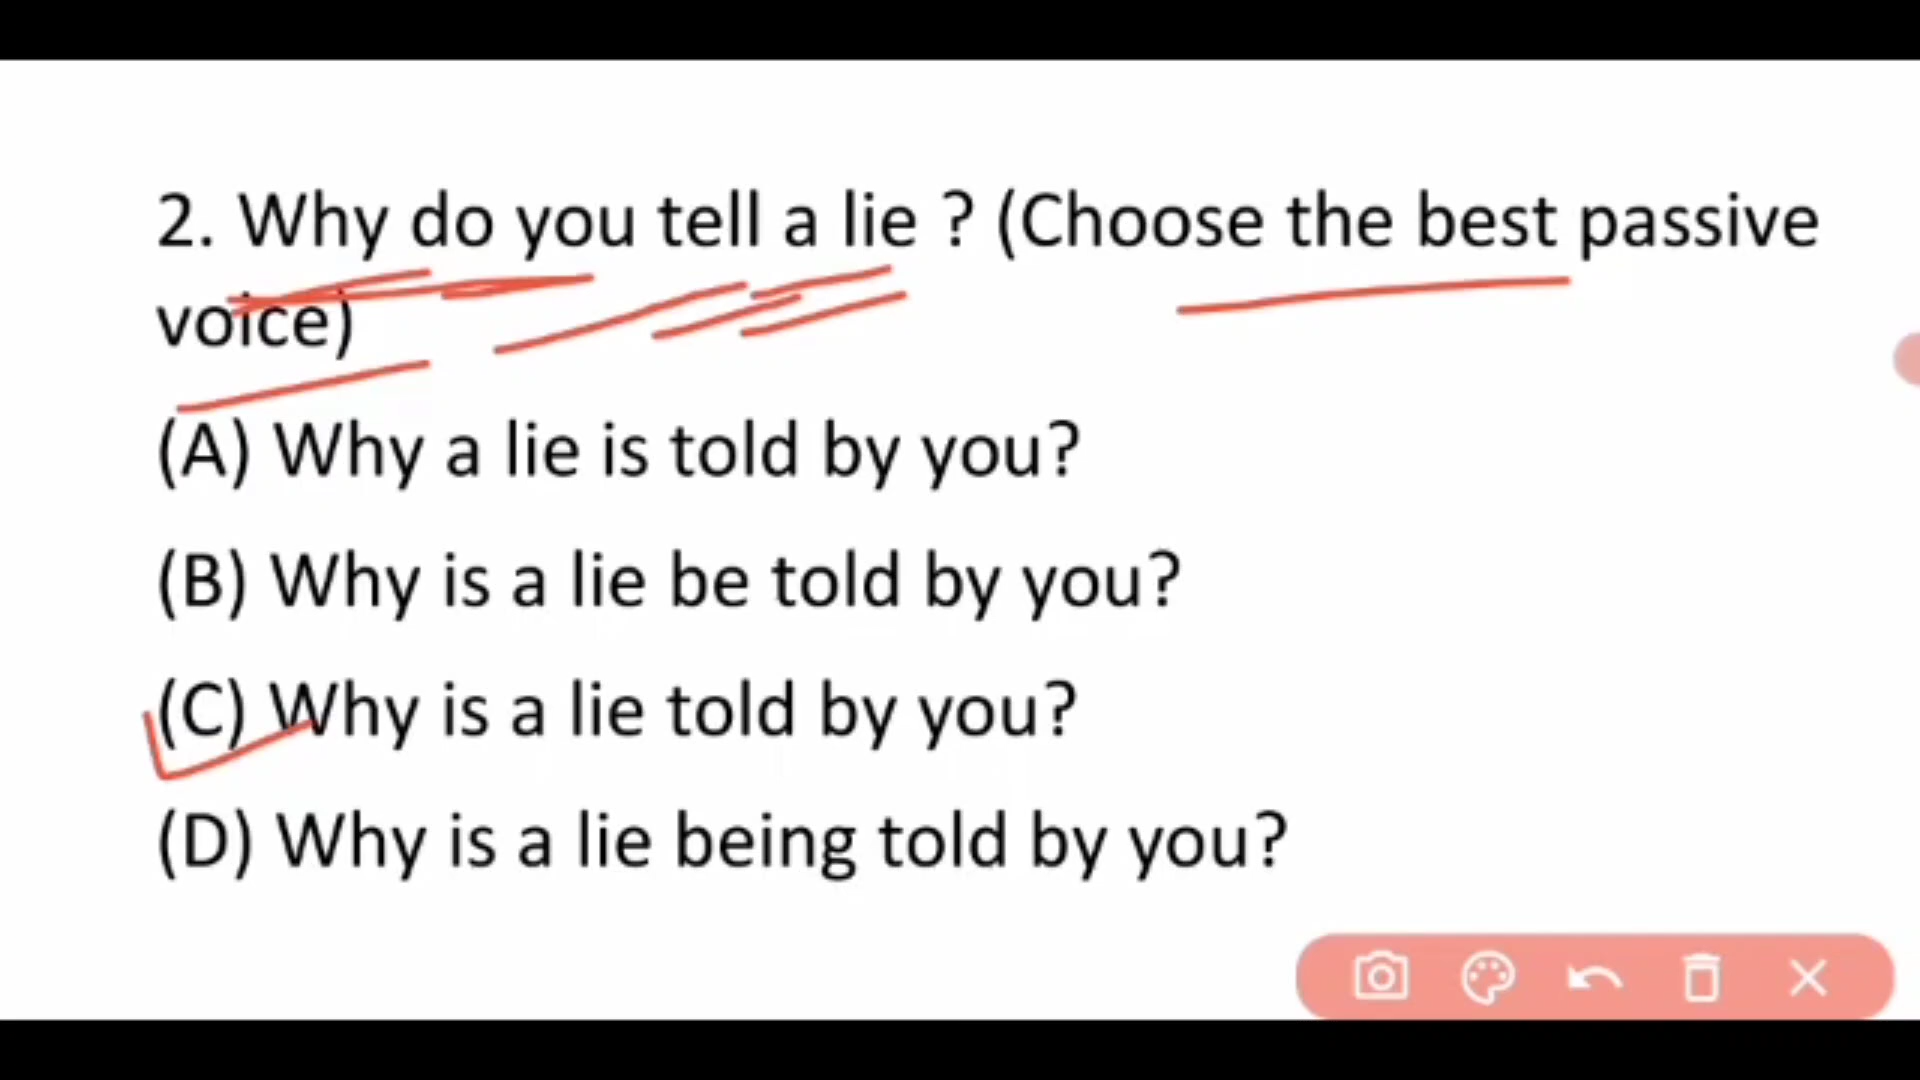 2. Why do you tell a lie ? (Choose the best passive
voice)
(A) Why a lie is told by you?
(B) Why is a lie be told by you?
(C) Why is a lie told by you?
(D) Why is a lie being told by you?